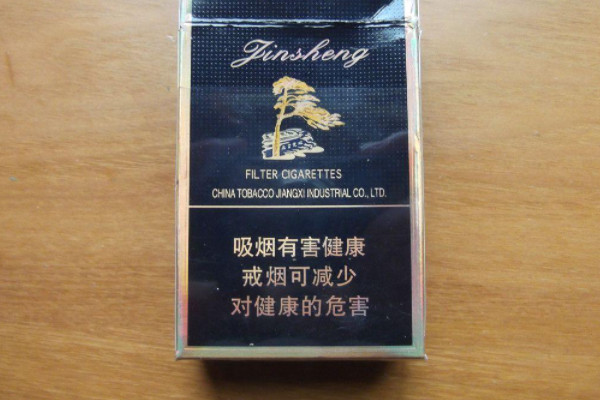 Jinsheng
FILTER CIGARETTES
CHINA TOBACCO JIANGXI INDUSTRIAL CO., LTD.
吸烟有害健康
戒烟可减少
对健康的危害